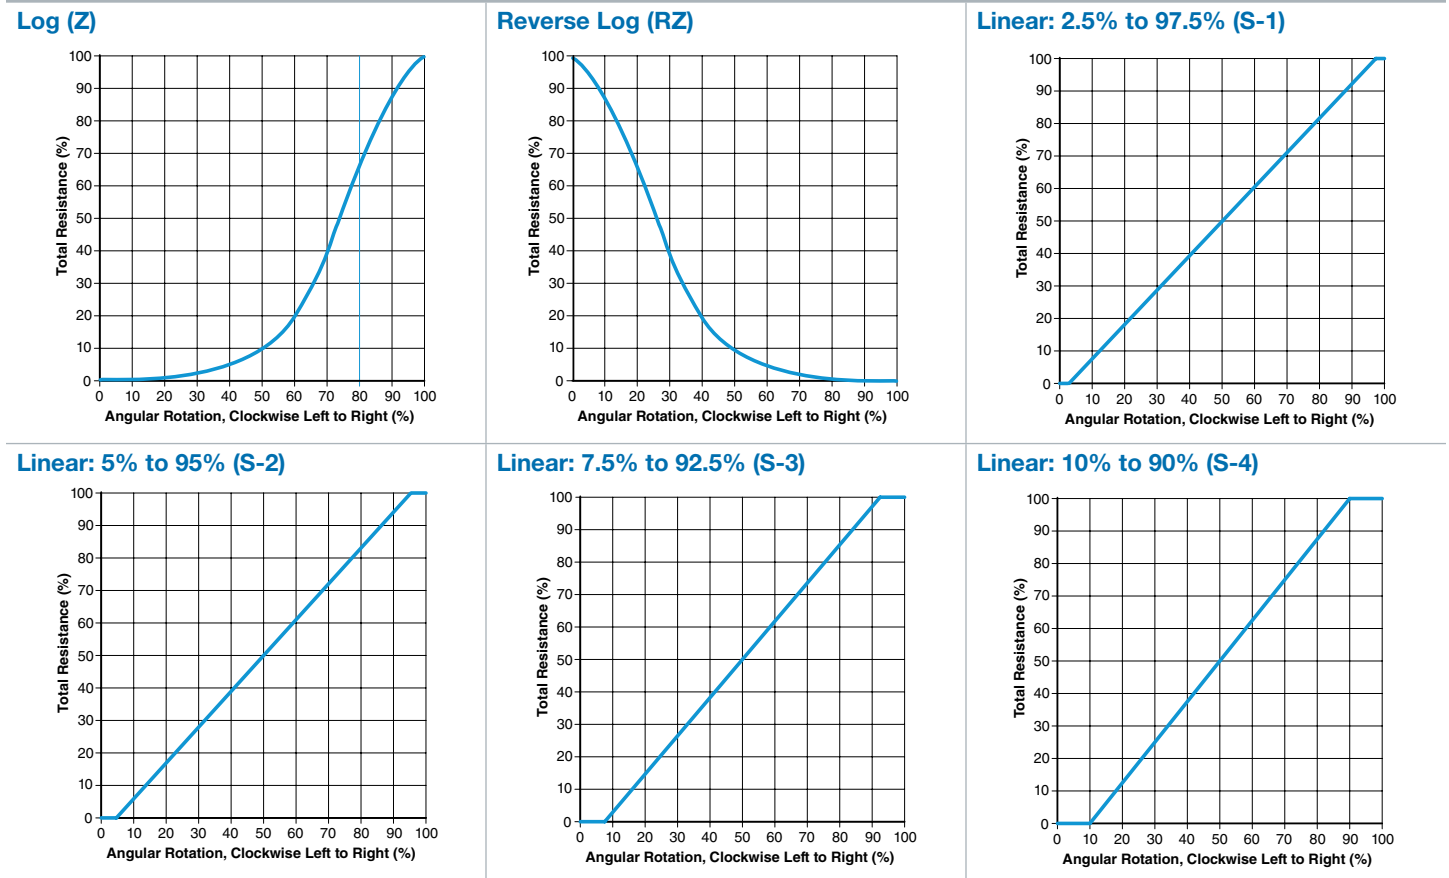 Log (Z)
100
90
80
70
60
50
40
30
20
10
0
Total Resistance (%)
0 10 20 30 40 50 60 70 80 90 100
Angular Rotation, Clockwise Left to Right (%)
Reverse Log (RZ)
100
90
80
70
60
50
40
30
20
10
0
Total Resistance (%)
0 10 20 30 40 50 60 70 80 90 100
Angular Rotation, Clockwise Left to Right (%)
Linear: 2.5% to 97.5% (S-1)
100
90
80
70
60
50
40
30
20
10
0
Total Resistance (%)
0 10 20 30 40 50 60 70 80 90 100
Angular Rotation, Clockwise Left to Right (%)
Linear: 5% to 95% (S-2)
100
90
80
70
60
50
40
30
20
10
0
Total Resistance (%)
0 10 20 30 40 50 60 70 80 90 100
Angular Rotation, Clockwise Left to Right (%)
Linear: 7.5% to 92.5% (S-3)
100
90
80
70
60
50
40
30
20
10
0
Total Resistance (%)
0 10 20 30 40 50 60 70 80 90 100
Angular Rotation, Clockwise Left to Right (%)
Linear: 10% to 90% (S-4)
100
90
80
70
60
50
40
30
20
10
0
Total Resistance (%)
0 10 20 30 40 50 60 70 80 90 100
Angular Rotation, Clockwise Left to Right (%)